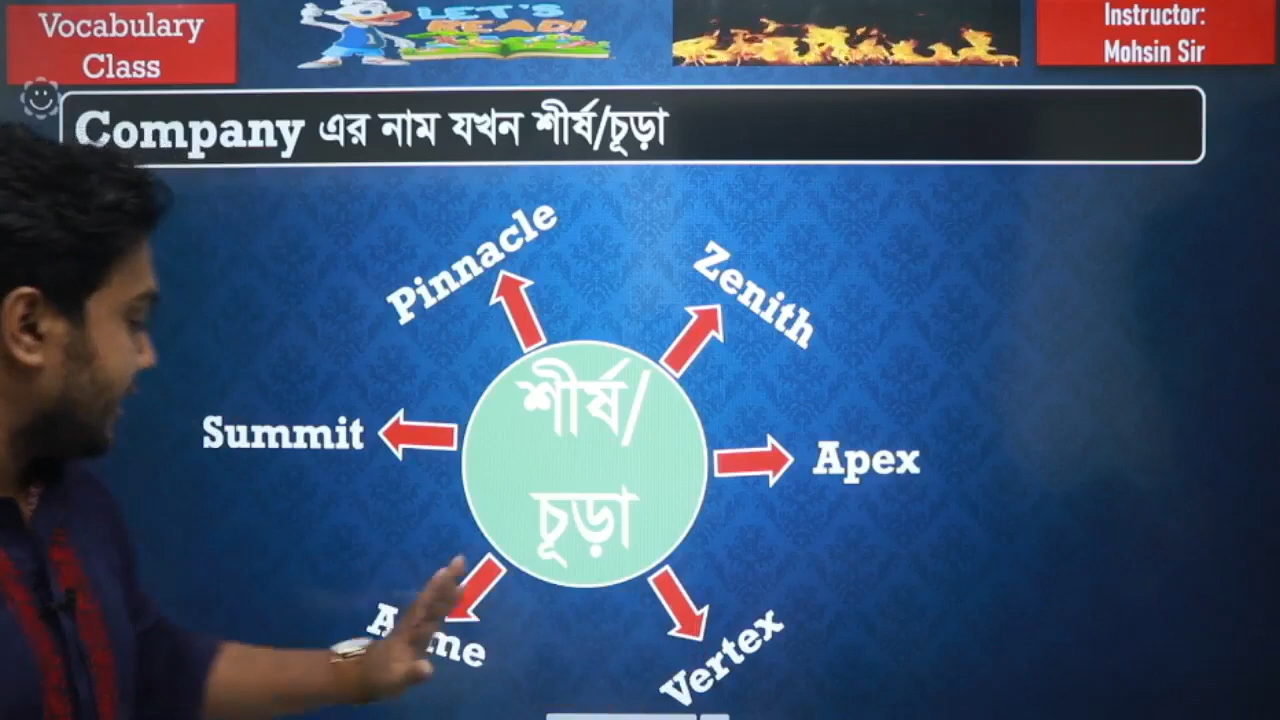 Vocabulary
Class
LET'S
READ!
Instructor:
Mohsin Sir
Company এর নাম যখন শীর্ষ/চূড়া
Pinnacle
Zenith
শীর্ষ/
চূড়া
Summit
Apex
Vertex